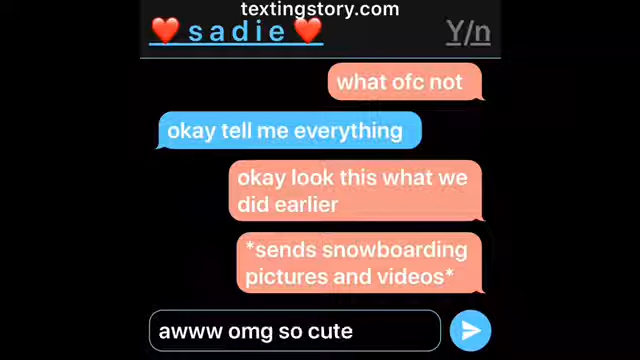 textingstory.com
❤️ s a d i e ❤️ Y/n
what ofc not
okay tell me everything
okay look this what we
did earlier
*sends snowboarding
pictures and videos*
awww omg so cute